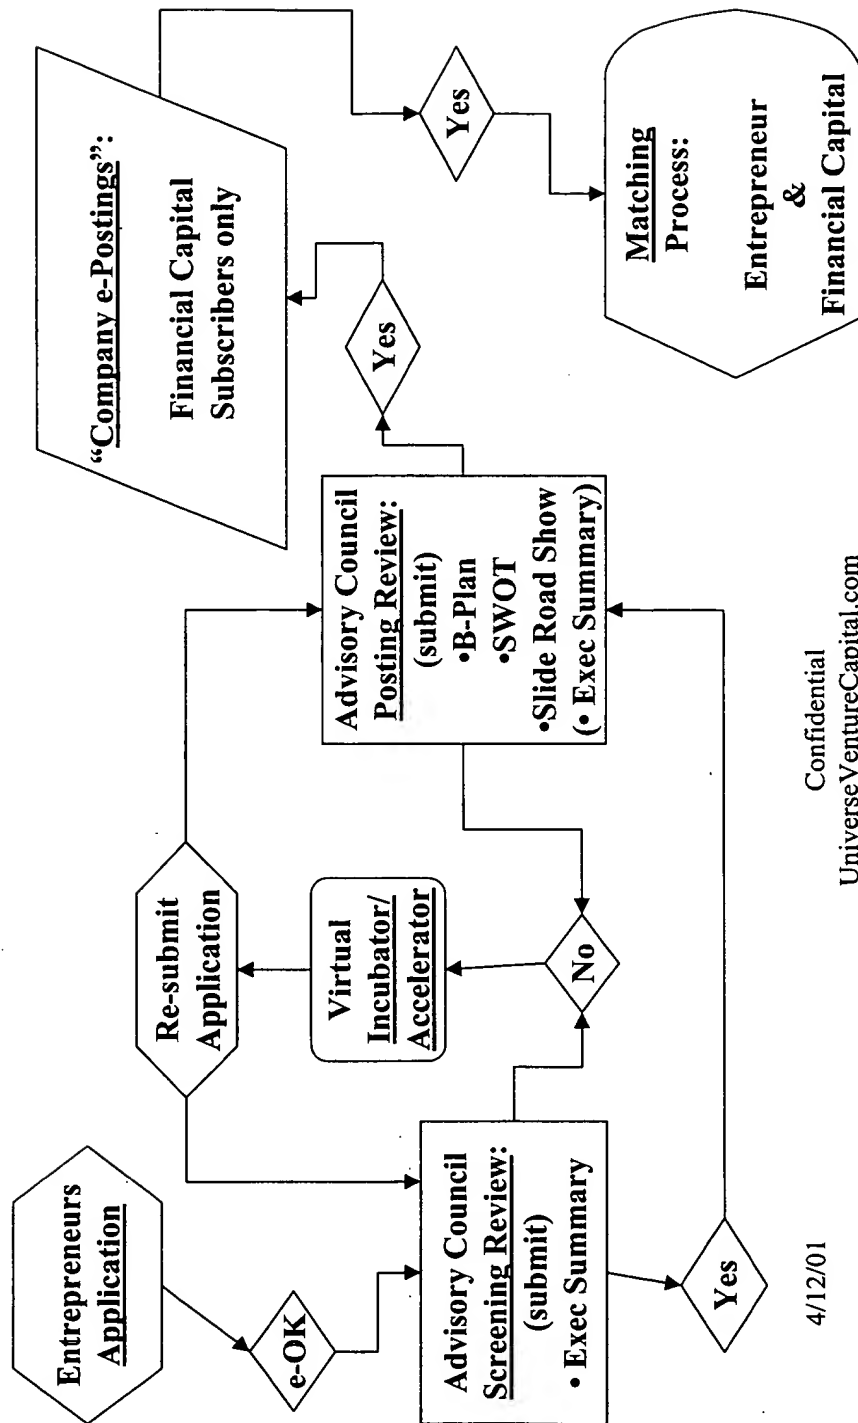 Entrepreneurs
Application
e-OK
Advisory Council
Screening Review:
(submit)
• Exec Summary
Yes
Re-submit
Application
Virtual
Incubator/
Accelerator
No
Advisory Council
Posting Review:
(submit)
•B-Plan
•SWOT
•Slide Road Show
(• Exec Summary)
Yes
“Company e-Postings”:
Financial Capital
Subscribers only
Yes
Matching
Process:
Entrepreneur
&
Financial Capital
4/12/01
Confidential
UniverseVentureCapital.com